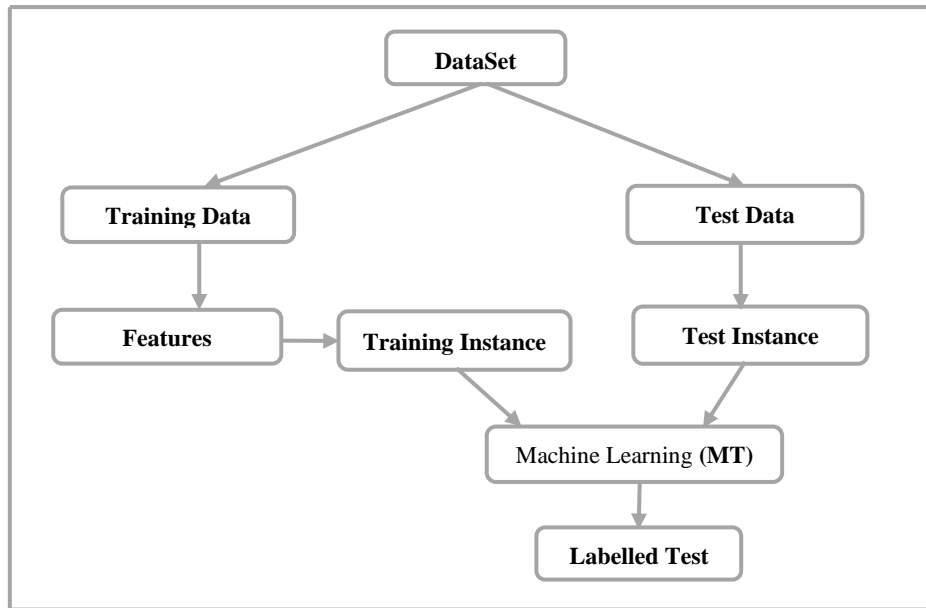 DataSet
Training Data
Test Data
Features
Training Instance
Test Instance
Machine Learning (MT)
Labelled Test